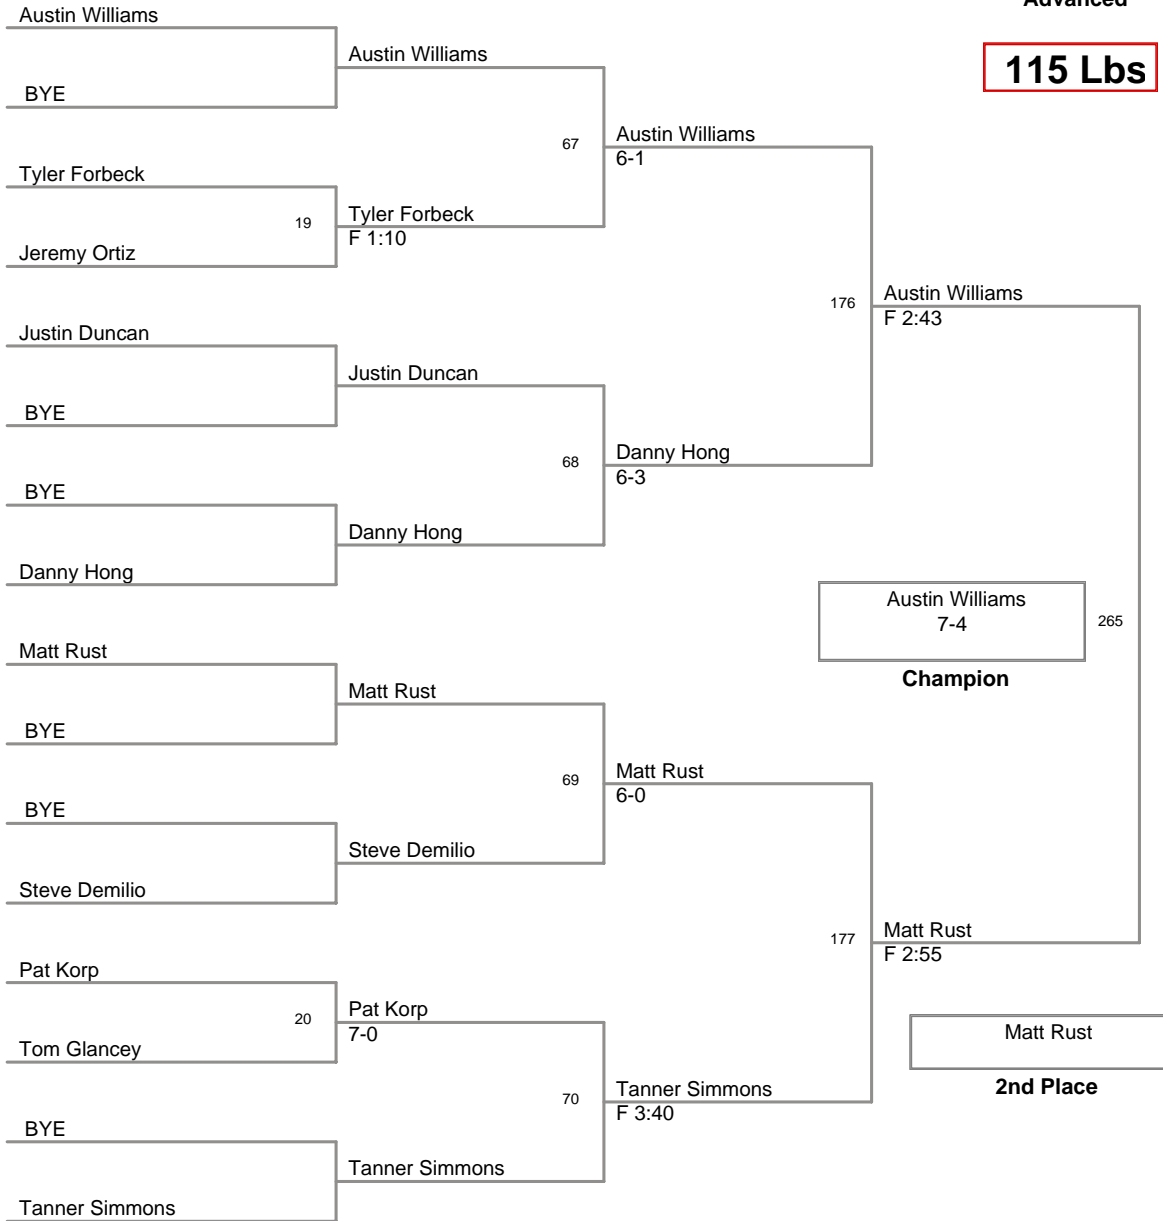 Advanced
115 Lbs
Austin Williams
BYE
Tyler Forbeck
Jeremy Ortiz
Justin Duncan
BYE
BYE
Danny Hong
Matt Rust
BYE
BYE
Steve Demilio
Pat Korp
Tom Glancey
BYE
Tanner Simmons
Austin Williams
19
Tyler Forbeck
F 1:10
Justin Duncan
Danny Hong
Matt Rust
Steve Demilio
20
Pat Korp
7-0
Tanner Simmons
67
Austin Williams
6-1
68
Danny Hong
6-3
69
Matt Rust
6-0
70
Tanner Simmons
F 3:40
176
Austin Williams
F 2:43
177
Matt Rust
F 2:55
Austin Williams
7-4
265
Champion
Matt Rust
2nd Place